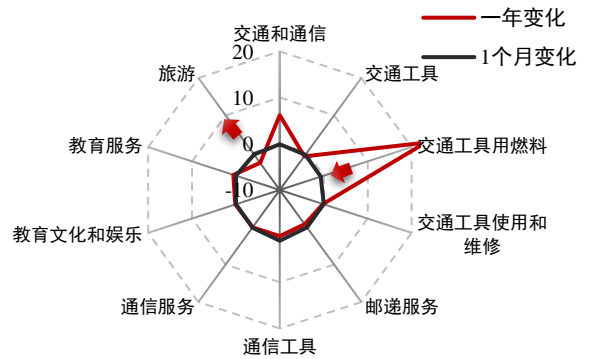 一年变化
1个月变化
交通和通信
20
旅游
交通工具
10
教育服务
0
交通工具用燃料
-10
教育文化和娱乐
交通工具使用和
维修
通信服务
邮递服务
通信工具